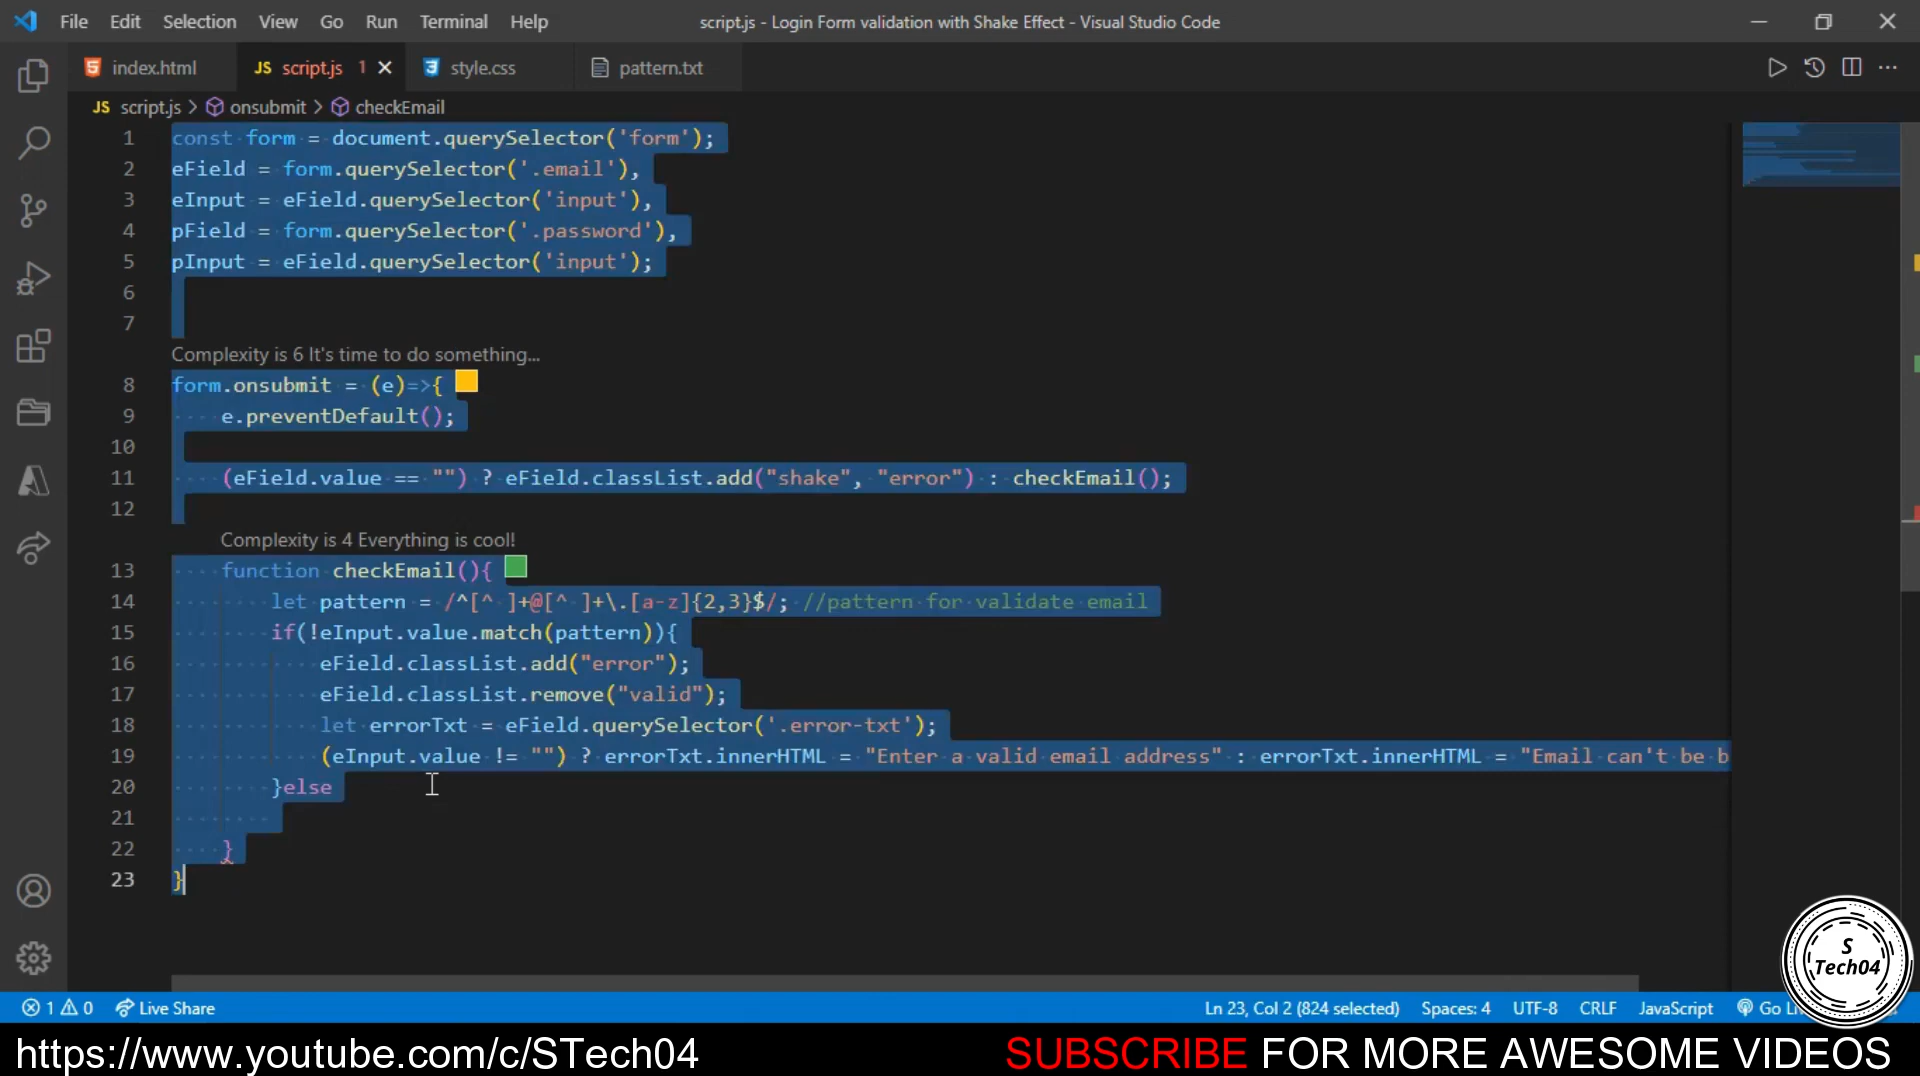 File Edit Selection View Go Run Terminal Help script.js - Login Form validation with Shake Effect - Visual Studio Code
index.html JS script.js 1 style.css pattern.txt
JS script.js > onsubmit > checkEmail
1 const form = document.querySelector('form');
2 eField = form.querySelector('.email'),
3 eInput = eField.querySelector('input'),
4 pField = form.querySelector('.password'),
5 pInput = eField.querySelector('input');
6
7
Complexity is 6 It's time to do something...
8 form.onsubmit = (e)=>{
9 e.preventDefault();
10
11 (eField.value == "") ? eField.classList.add("shake", "error") : checkEmail();
12
Complexity is 4 Everything is cool!
13 function checkEmail(){
14 let pattern = /^[^ ]+@[^ ]+\.[a-z]{2,3}$/; //pattern for validate email
15 if(!eInput.value.match(pattern)){
16 eField.classList.add("error");
17 eField.classList.remove("valid");
18 let errorTxt = eField.querySelector('.error-txt');
19 (eInput.value != "") ? errorTxt.innerHTML = "Enter a valid email address" : errorTxt.innerHTML = "Email can't be b
20 }else
21
22 }
23 }
S
Tech04
1 0 Live Share Ln 23, Col 2 (824 selected) Spaces: 4 UTF-8 CRLF JavaScript Go Li
https://www.youtube.com/c/STech04 SUBSCRIBE FOR MORE AWESOME VIDEOS